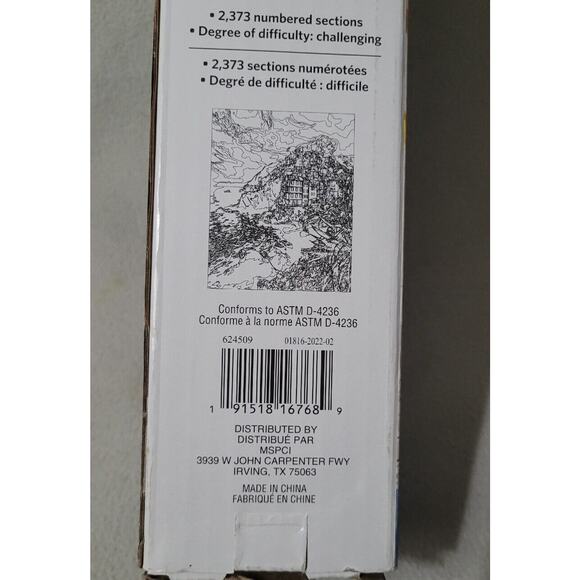 • 2,373 numbered sections
• Degree of difficulty: challenging
• 2,373 sections numérotées
• Degré de difficulté : difficile
Conforms to ASTM D-4236
Conforme à la norme ASTM D-4236
624509 01816-2022-02
1 91518 16768 9
DISTRIBUTED BY
DISTRIBUÉ PAR
MSPCI
3939 W JOHN CARPENTER FWY
IRVING, TX 75063
MADE IN CHINA
FABRIQUÉ EN CHINE